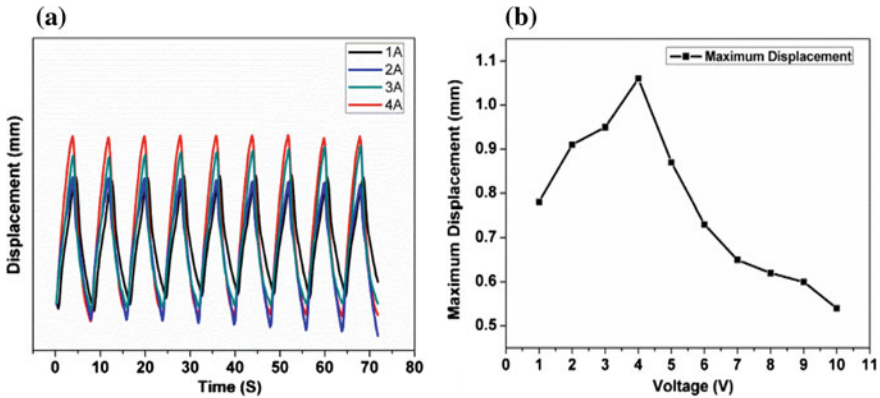 (a)
1A
2A
3A
4A
Displacement (mm)
0 10 20 30 40 50 60 70 80
Time (S)
(b)
Maximum Displacement
Maximum Displacement (mm)
1.1
1.0
0.9
0.8
0.7
0.6
0.5
0 1 2 3 4 5 6 7 8 9 10 11
Voltage (V)